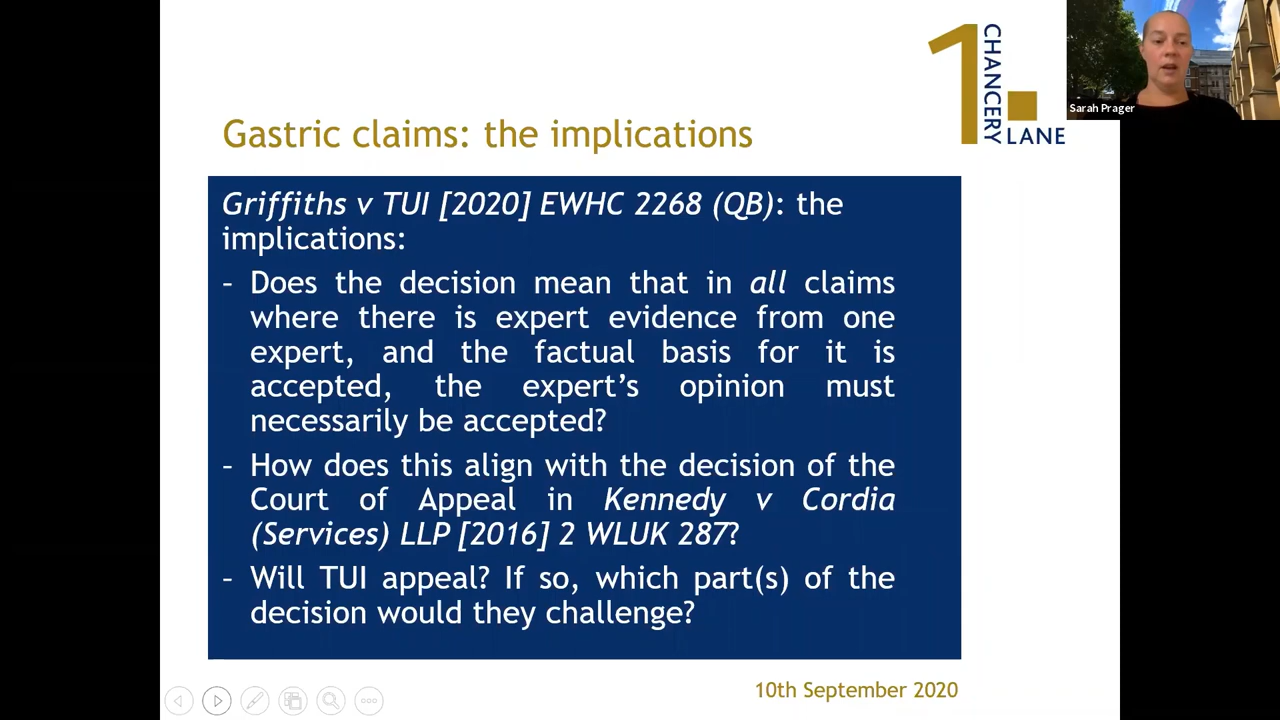 1
CHANCERY
LANE
Sarah Prager
Gastric claims: the implications
Griffiths v TUI [2020] EWHC 2268 (QB): the
implications:
- Does the decision mean that in all claims
where there is expert evidence from one
expert, and the factual basis for it is
accepted, the expert’s opinion must
necessarily be accepted?
- How does this align with the decision of the
Court of Appeal in Kennedy v Cordia
(Services) LLP [2016] 2 WLUK 287?
- Will TUI appeal? If so, which part(s) of the
decision would they challenge?
10th September 2020